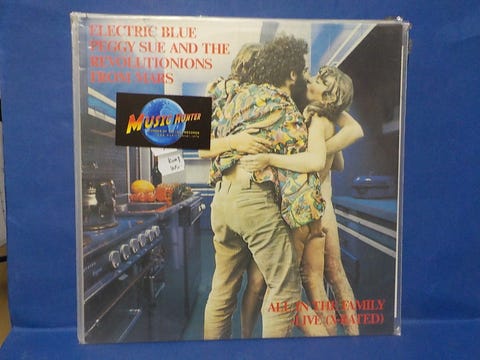 ELECTRIC BLUE
PEGGY SUE AND THE
REVOLUTIONIONS
FROM MARS
MUSIC HUNTER
ALL IN THE FAMILY
LIVE (X-RATED)